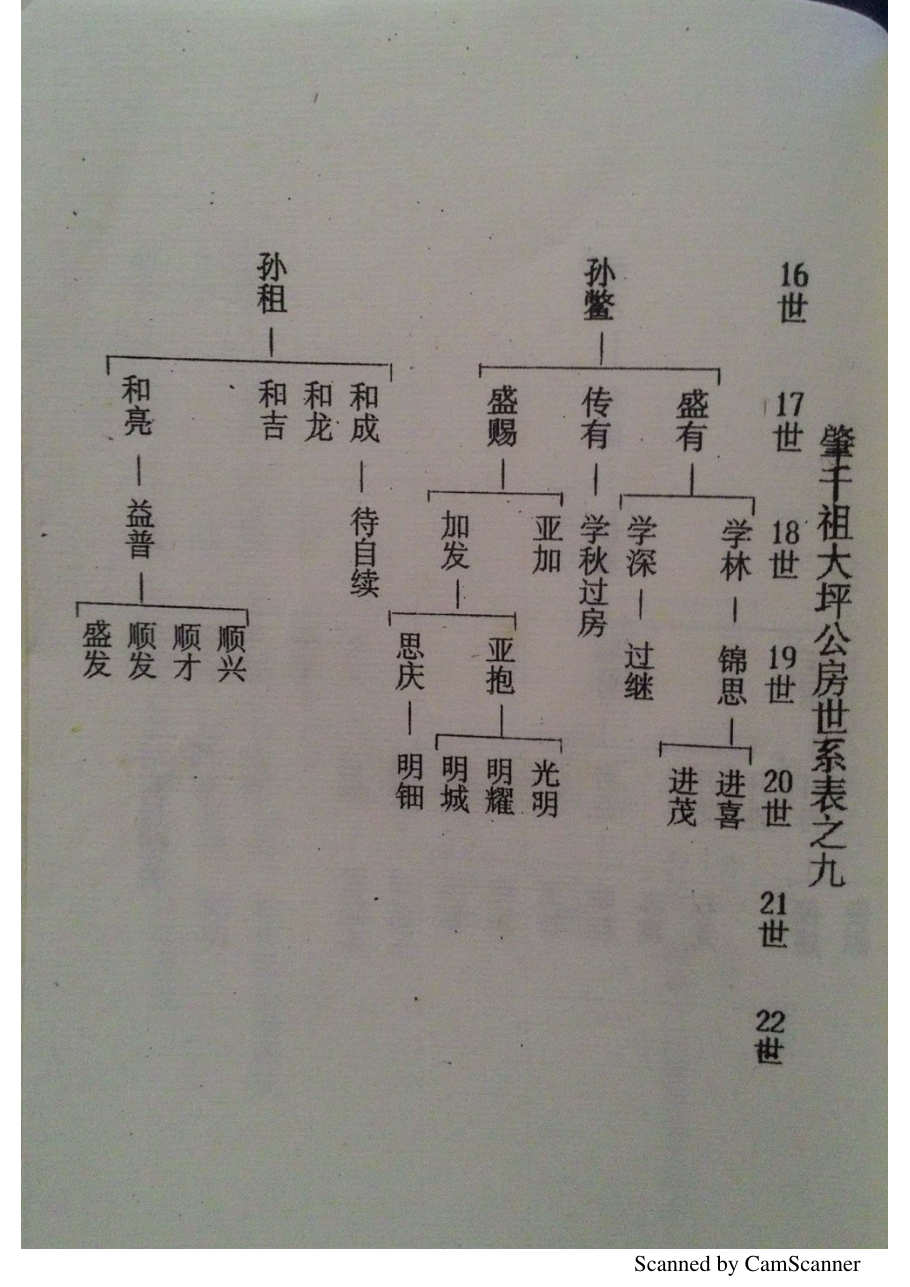 肇千祖大坪公房世系表之九
16世
17世
18世
19世
20世
21世
22世
孙鳖
盛有
传有
盛赐
学林
学深
学秋过房
亚加
加发
锦思
过继
亚抱
思庆
进喜
进茂
光明
明耀
明城
明钿
孙祖
和成
和龙
和吉
和亮
待自续
益普
顺兴
顺才
顺发
盛发
Scanned by CamScanner